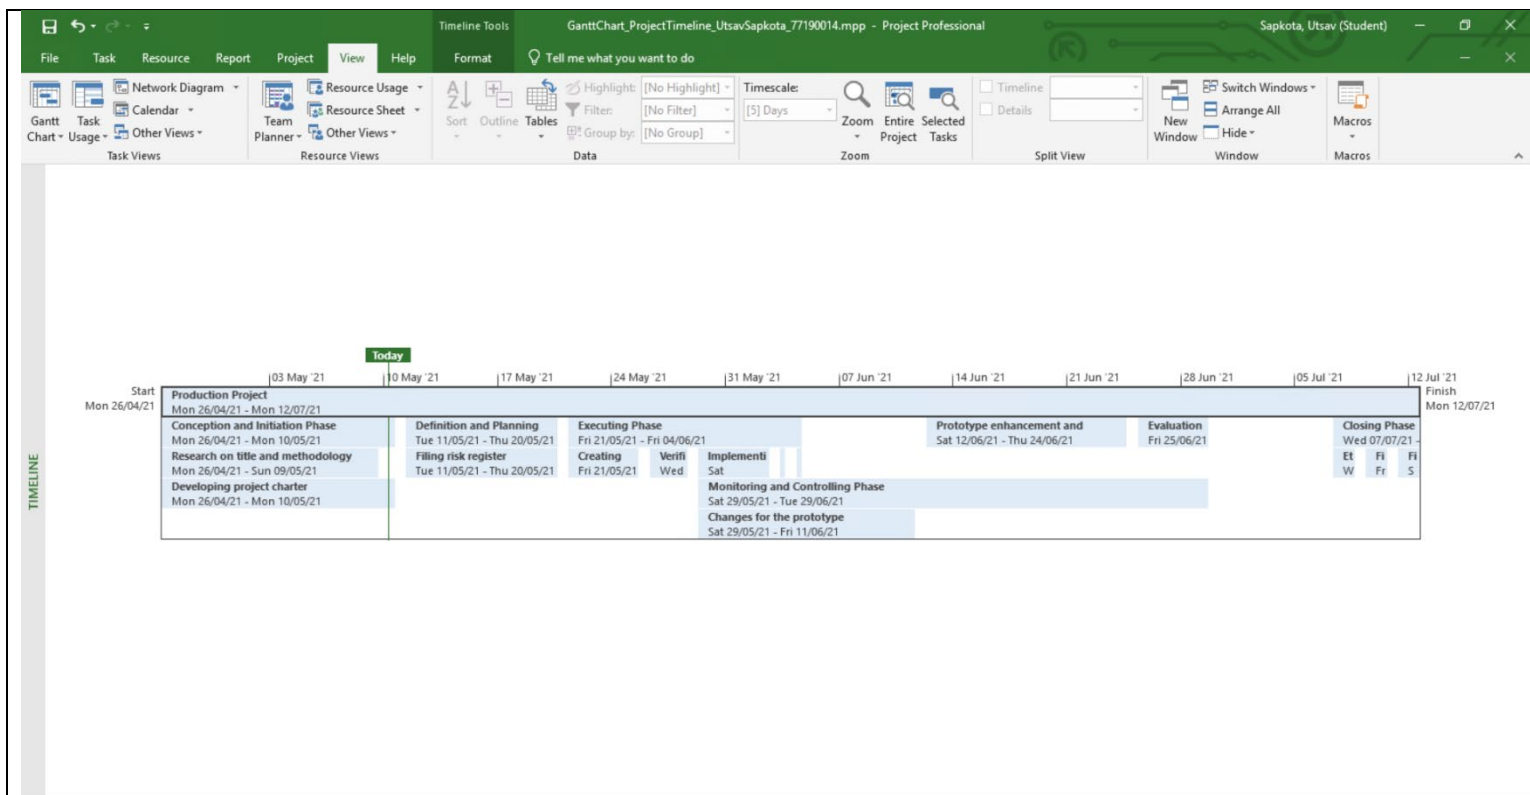 Timeline Tools
GanttChart_ProjectTimeline_UtsavSapkota_77190014.mpp - Project Professional
Sapkota, Utsav (Student)
File Task Resource Report Project View Help Format Tell me what you want to do
Gantt Chart
Task Usage
Network Diagram
Calendar
Other Views
Task Views
Team Planner
Resource Usage
Resource Sheet
Other Views
Resource Views
Sort
Outline
Tables
Highlight: [No Highlight]
Filter: [No Filter]
Group by: [No Group]
Data
Timescale:
[5] Days
Zoom
Entire Project
Selected Tasks
Zoom
Timeline
Details
Split View
New Window
Switch Windows
Arrange All
Hide
Window
Macros
Macros
TIMELINE
Today
03 May '21 10 May '21 17 May '21 24 May '21 31 May '21 07 Jun '21 14 Jun '21 21 Jun '21 28 Jun '21 05 Jul '21 12 Jul '21
Start
Mon 26/04/21
Finish
Mon 12/07/21
Production Project
Mon 26/04/21 - Mon 12/07/21
Conception and Initiation Phase
Mon 26/04/21 - Mon 10/05/21
Definition and Planning
Tue 11/05/21 - Thu 20/05/21
Executing Phase
Fri 21/05/21 - Fri 04/06/21
Prototype enhancement and
Sat 12/06/21 - Thu 24/06/21
Evaluation
Fri 25/06/21
Closing Phase
Wed 07/07/21 -
Research on title and methodology
Mon 26/04/21 - Sun 09/05/21
Filing risk register
Tue 11/05/21 - Thu 20/05/21
Creating
Fri 21/05/21
Verifi
Wed
Implementi
Sat
Et
W
Fi
Fr
Fi
S
Developing project charter
Mon 26/04/21 - Mon 10/05/21
Monitoring and Controlling Phase
Sat 29/05/21 - Tue 29/06/21
Changes for the prototype
Sat 29/05/21 - Fri 11/06/21